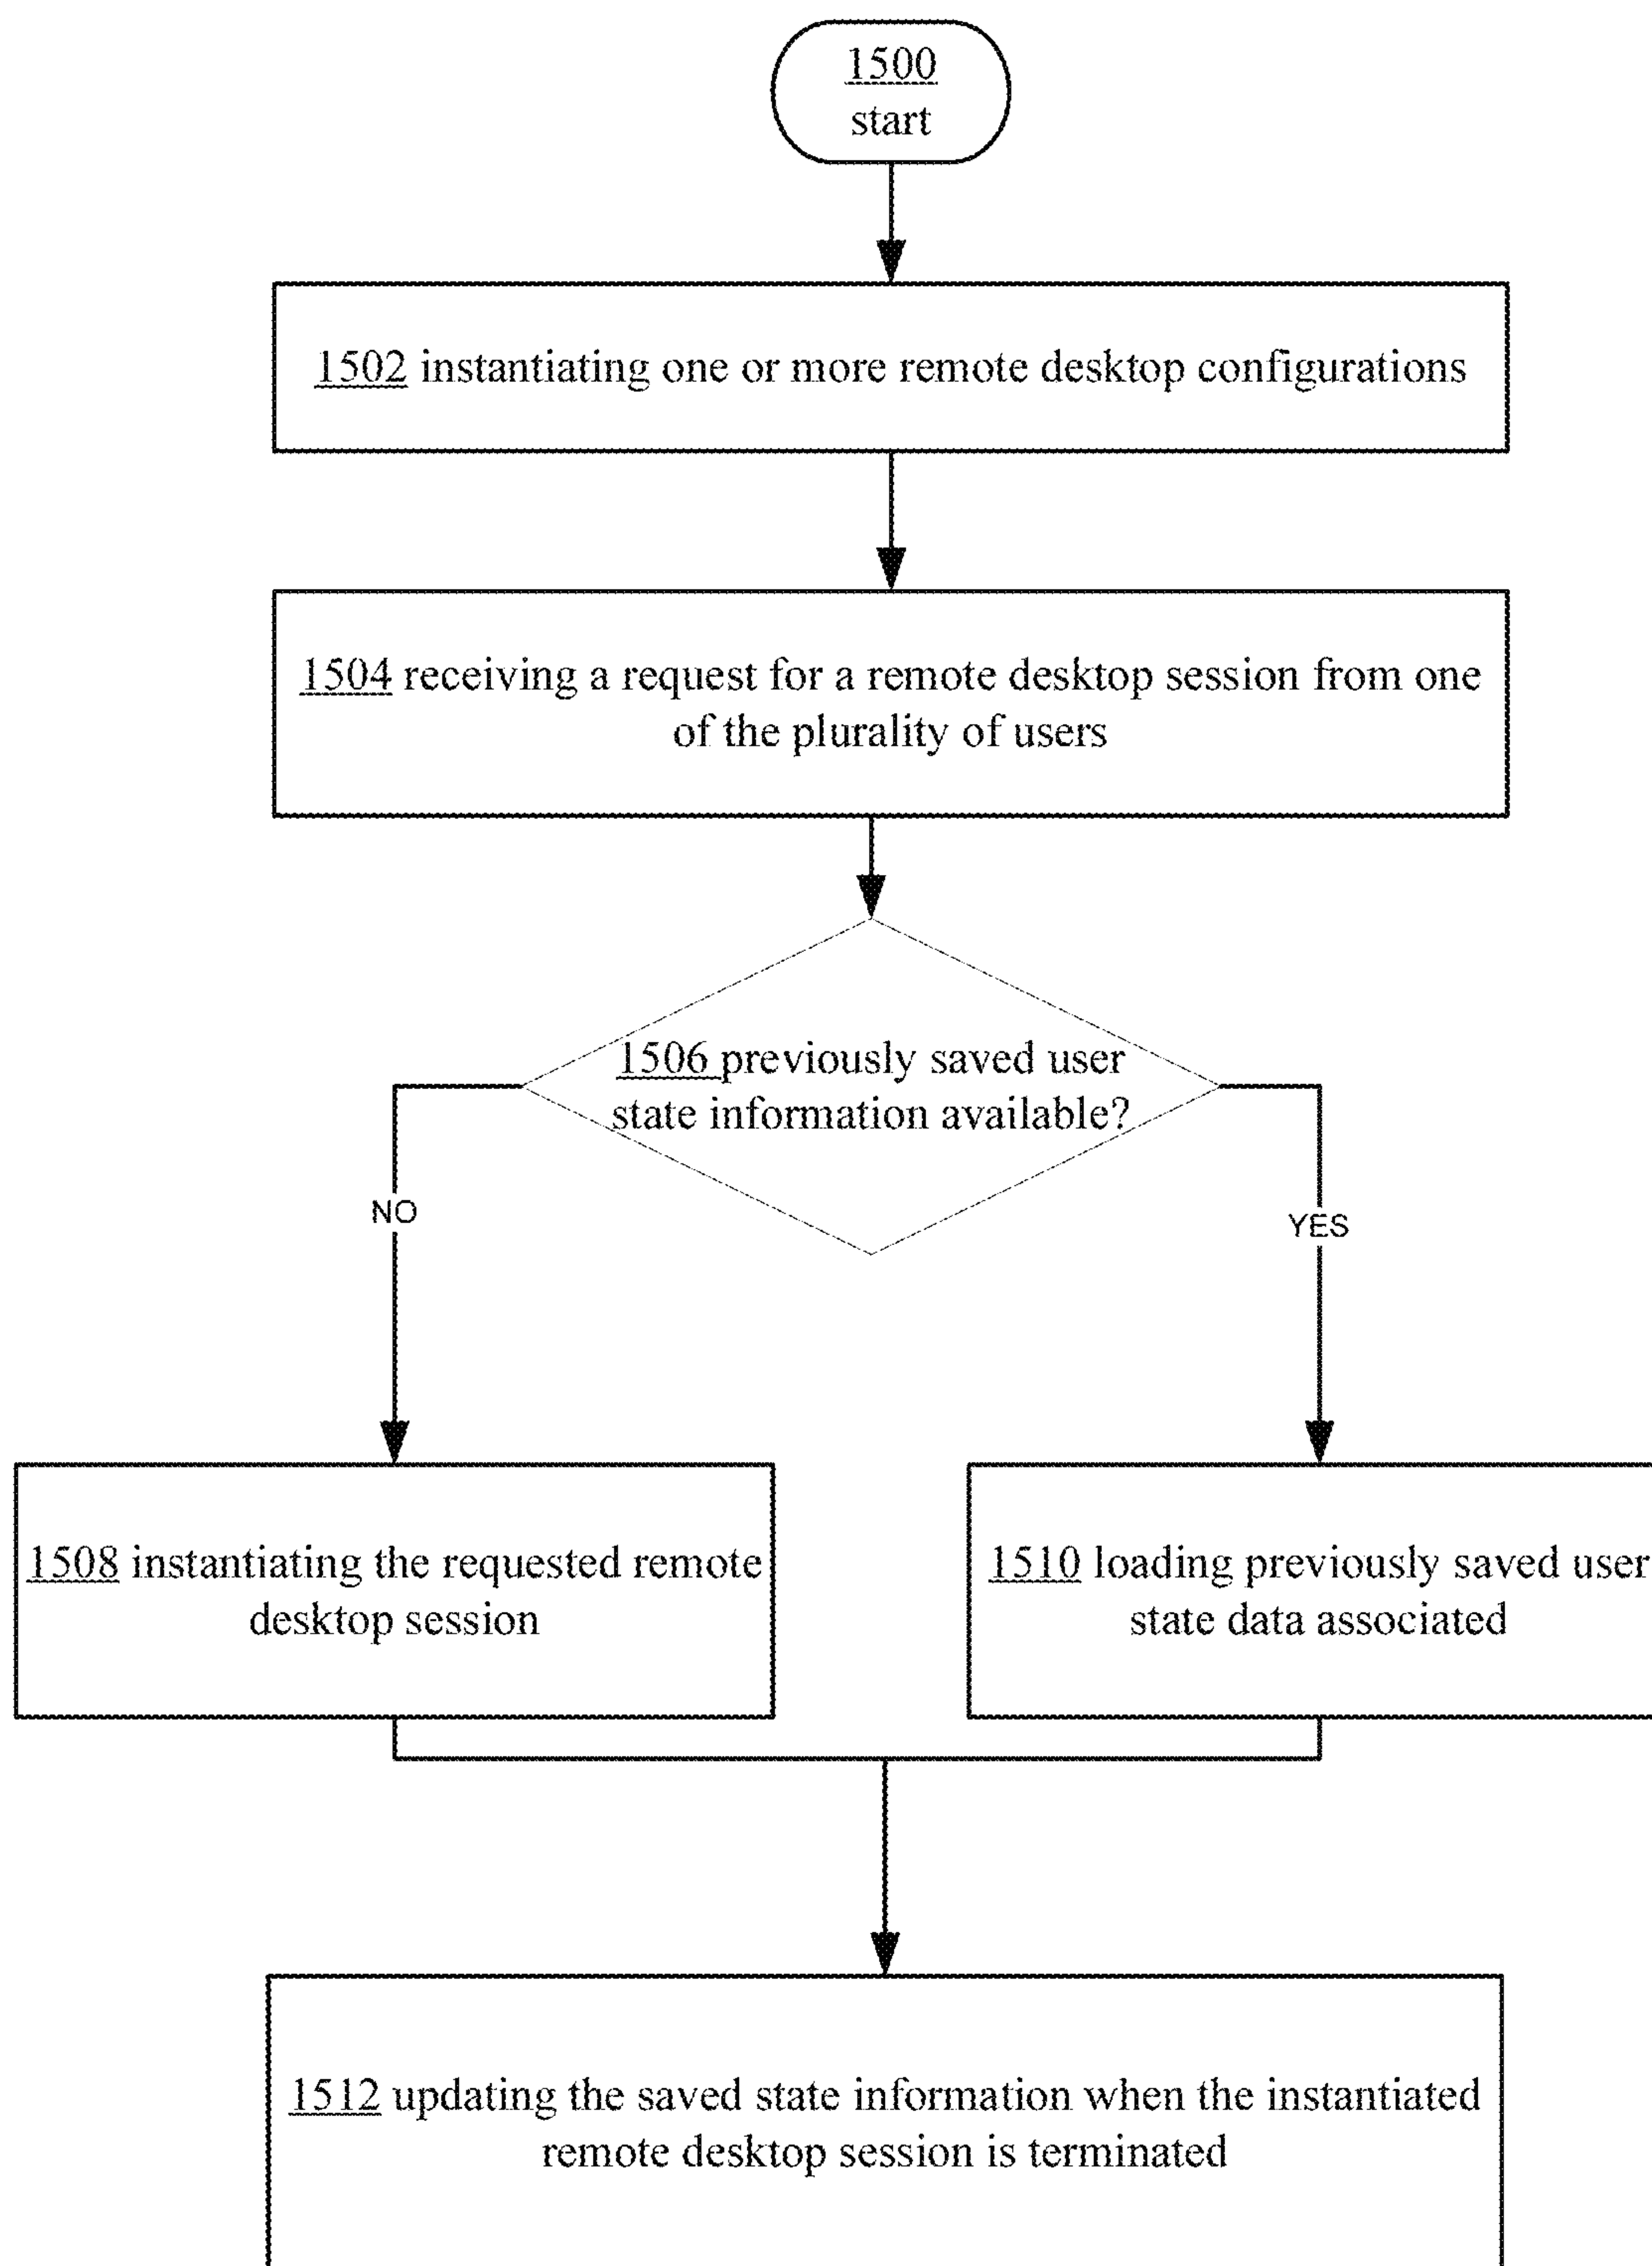 1500
start
1502 instantiating one or more remote desktop configurations
1504 receiving a request for a remote desktop session from one
of the plurality of users
1506 previously saved user
state information available?
NO
YES
1508 instantiating the requested remote
desktop session
1510 loading previously saved user
state data associated
1512 updating the saved state information when the instantiated
remote desktop session is terminated